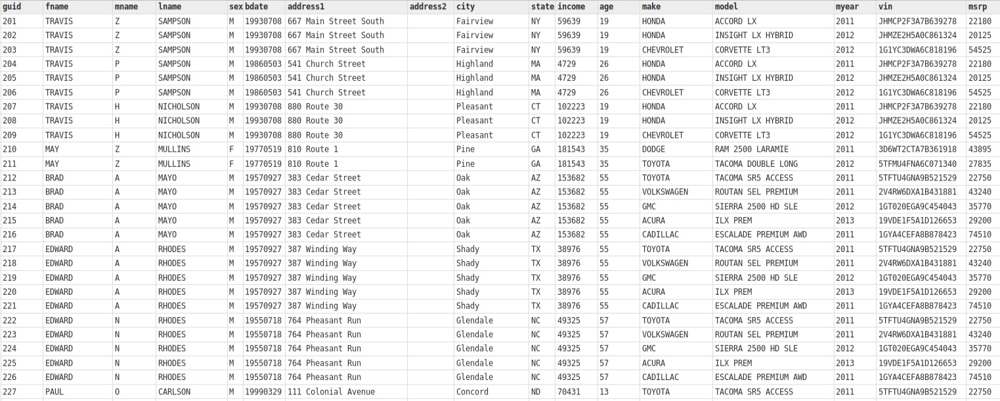 guid fname mname lname sex bdate address1 address2 city state income age make model myear vin msrp
201 TRAVIS Z SAMPSON M 19930708 667 Main Street South Fairview NY 59639 19 HONDA ACCORD LX 2011 JHMCP2F3A7B639278 22180
202 TRAVIS Z SAMPSON M 19930708 667 Main Street South Fairview NY 59639 19 HONDA INSIGHT LX HYBRID 2012 JHMZE2H5A0C861324 20125
203 TRAVIS Z SAMPSON M 19930708 667 Main Street South Fairview NY 59639 19 CHEVROLET CORVETTE LT3 2012 1G1YC3DWA6C818196 54525
204 TRAVIS P SAMPSON M 19860503 541 Church Street Highland MA 4729 26 HONDA ACCORD LX 2011 JHMCP2F3A7B639278 22180
205 TRAVIS P SAMPSON M 19860503 541 Church Street Highland MA 4729 26 HONDA INSIGHT LX HYBRID 2012 JHMZE2H5A0C861324 20125
206 TRAVIS P SAMPSON M 19860503 541 Church Street Highland MA 4729 26 CHEVROLET CORVETTE LT3 2012 1G1YC3DWA6C818196 54525
207 TRAVIS H NICHOLSON M 19930708 880 Route 30 Pleasant CT 102223 19 HONDA ACCORD LX 2011 JHMCP2F3A7B639278 22180
208 TRAVIS H NICHOLSON M 19930708 880 Route 30 Pleasant CT 102223 19 HONDA INSIGHT LX HYBRID 2012 JHMZE2H5A0C861324 20125
209 TRAVIS H NICHOLSON M 19930708 880 Route 30 Pleasant CT 102223 19 CHEVROLET CORVETTE LT3 2012 1G1YC3DWA6C818196 54525
210 MAY Z MULLINS F 19770519 810 Route 1 Pine GA 181543 35 DODGE RAM 2500 LARAMIE 2011 3D6WT2CTA7B361918 43895
211 MAY Z MULLINS F 19770519 810 Route 1 Pine GA 181543 35 TOYOTA TACOMA DOUBLE LONG 2012 5TFMU4FNA6C071340 27835
212 BRAD A MAYO M 19570927 383 Cedar Street Oak AZ 153682 55 TOYOTA TACOMA SR5 ACCESS 2011 5TFTU4GNA9B521529 22750
213 BRAD A MAYO M 19570927 383 Cedar Street Oak AZ 153682 55 VOLKSWAGEN ROUTAN SEL PREMIUM 2011 2V4RW6DXA1B431881 43240
214 BRAD A MAYO M 19570927 383 Cedar Street Oak AZ 153682 55 GMC SIERRA 2500 HD SLE 2012 1GT020EGA9C454043 35770
215 BRAD A MAYO M 19570927 383 Cedar Street Oak AZ 153682 55 ACURA ILX PREM 2013 19VDE1F5A1D126653 29200
216 BRAD A MAYO M 19570927 383 Cedar Street Oak AZ 153682 55 CADILLAC ESCALADE PREMIUM AWD 2011 1GYA4CEFA8B878423 74510
217 EDWARD A RHODES M 19570927 387 Winding Way Shady TX 38976 55 TOYOTA TACOMA SR5 ACCESS 2011 5TFTU4GNA9B521529 22750
218 EDWARD A RHODES M 19570927 387 Winding Way Shady TX 38976 55 VOLKSWAGEN ROUTAN SEL PREMIUM 2011 2V4RW6DXA1B431881 43240
219 EDWARD A RHODES M 19570927 387 Winding Way Shady TX 38976 55 GMC SIERRA 2500 HD SLE 2012 1GT020EGA9C454043 35770
220 EDWARD A RHODES M 19570927 387 Winding Way Shady TX 38976 55 ACURA ILX PREM 2013 19VDE1F5A1D126653 29200
221 EDWARD A RHODES M 19570927 387 Winding Way Shady TX 38976 55 CADILLAC ESCALADE PREMIUM AWD 2011 1GYA4CEFA8B878423 74510
222 EDWARD N RHODES M 19550718 764 Pheasant Run Glendale NC 49325 57 TOYOTA TACOMA SR5 ACCESS 2011 5TFTU4GNA9B521529 22750
223 EDWARD N RHODES M 19550718 764 Pheasant Run Glendale NC 49325 57 VOLKSWAGEN ROUTAN SEL PREMIUM 2011 2V4RW6DXA1B431881 43240
224 EDWARD N RHODES M 19550718 764 Pheasant Run Glendale NC 49325 57 GMC SIERRA 2500 HD SLE 2012 1GT020EGA9C454043 35770
225 EDWARD N RHODES M 19550718 764 Pheasant Run Glendale NC 49325 57 ACURA ILX PREM 2013 19VDE1F5A1D126653 29200
226 EDWARD N RHODES M 19550718 764 Pheasant Run Glendale NC 49325 57 CADILLAC ESCALADE PREMIUM AWD 2011 1GYA4CEFA8B878423 74510
227 PAUL O CARLSON M 19990329 111 Colonial Avenue Concord ND 70431 13 TOYOTA TACOMA SR5 ACCESS 2011 5TFTU4GNA9B521529 22750